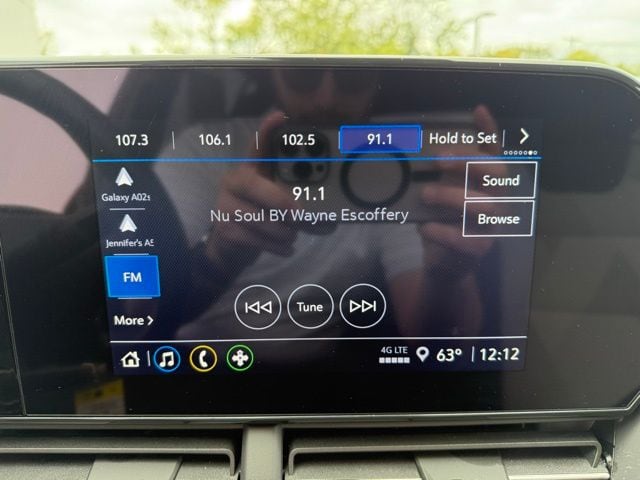 107.3 106.1 102.5 91.1 Hold to Set
Galaxy A02s
91.1
Sound
Nu Soul BY Wayne Escoffery
Browse
Jennifer's
FM
Tune
More
4G LTE 63° 12:12